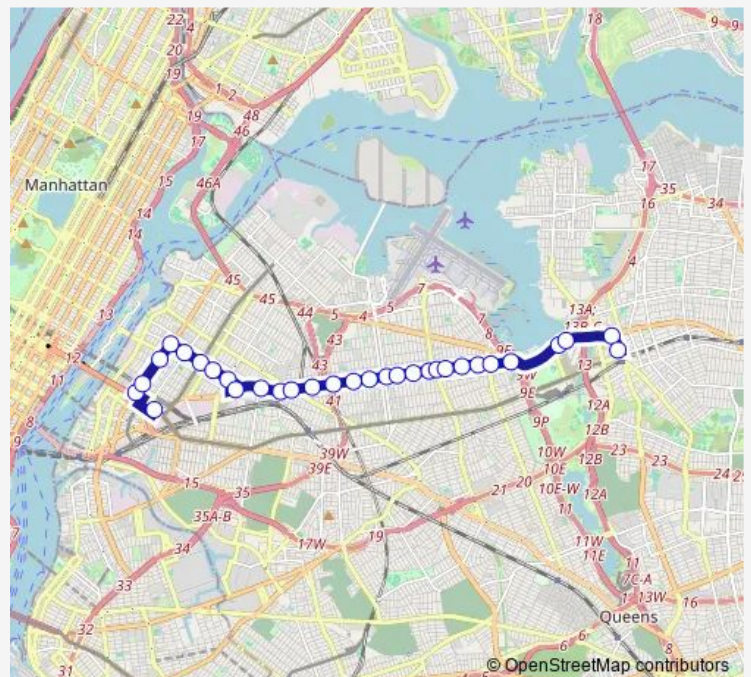 22 4
18
9 9
20
19
1 2
48
19 46
17
17
35
34
Manhattan
15
46A
16
14
14
45
4
13
45 44 5 4 5 7
43
1
8
13A;
13B-C
12
11
43
9E
9W
13
9E
41
12A
8
9
9P
12B
39W
10W
23
15
39E
10E
12B
23
24
35
21 20 10E-W
12A
35A-B
11
17W 19
34
11W
11E
11
33
7C-A
1 13W 16
32
Queens
6
6
31
8
© OpenStreetMap contributors